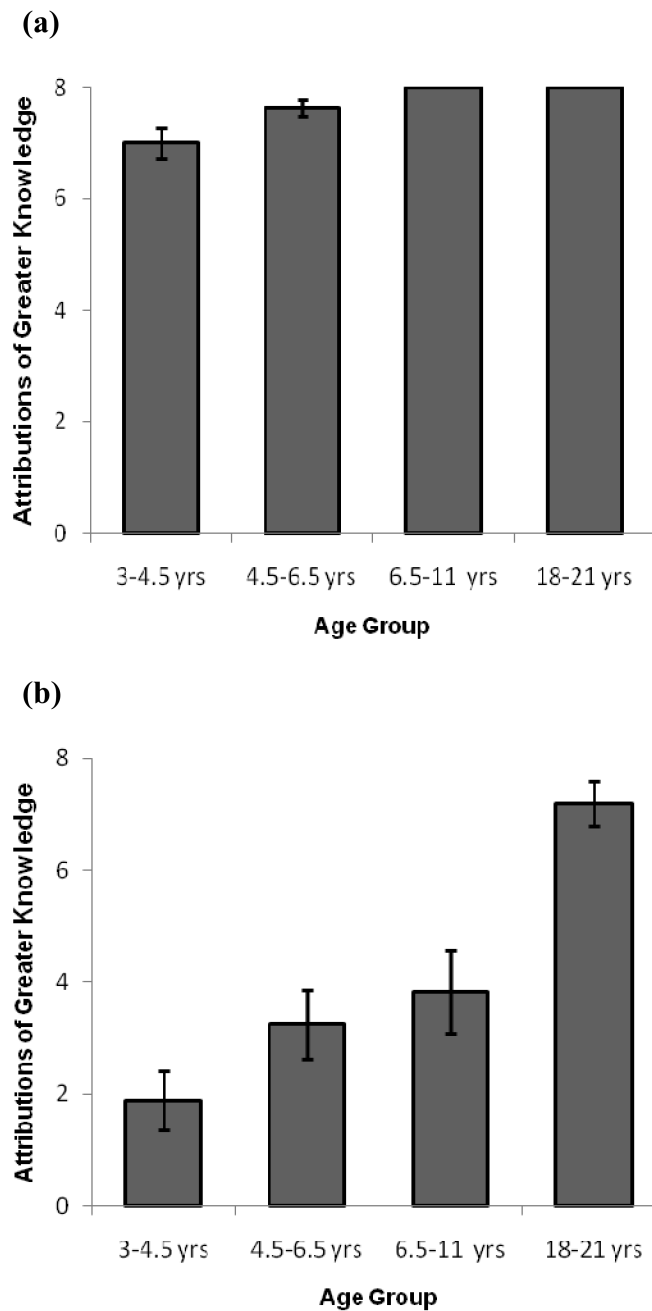 (a)
Attributions of Greater Knowledge
8
6
4
2
0
3-4.5 yrs 4.5-6.5 yrs 6.5-11 yrs 18-21 yrs
Age Group
(b)
Attributions of Greater Knowledge
8
6
4
2
0
3-4.5 yrs 4.5-6.5 yrs 6.5-11 yrs 18-21 yrs
Age Group